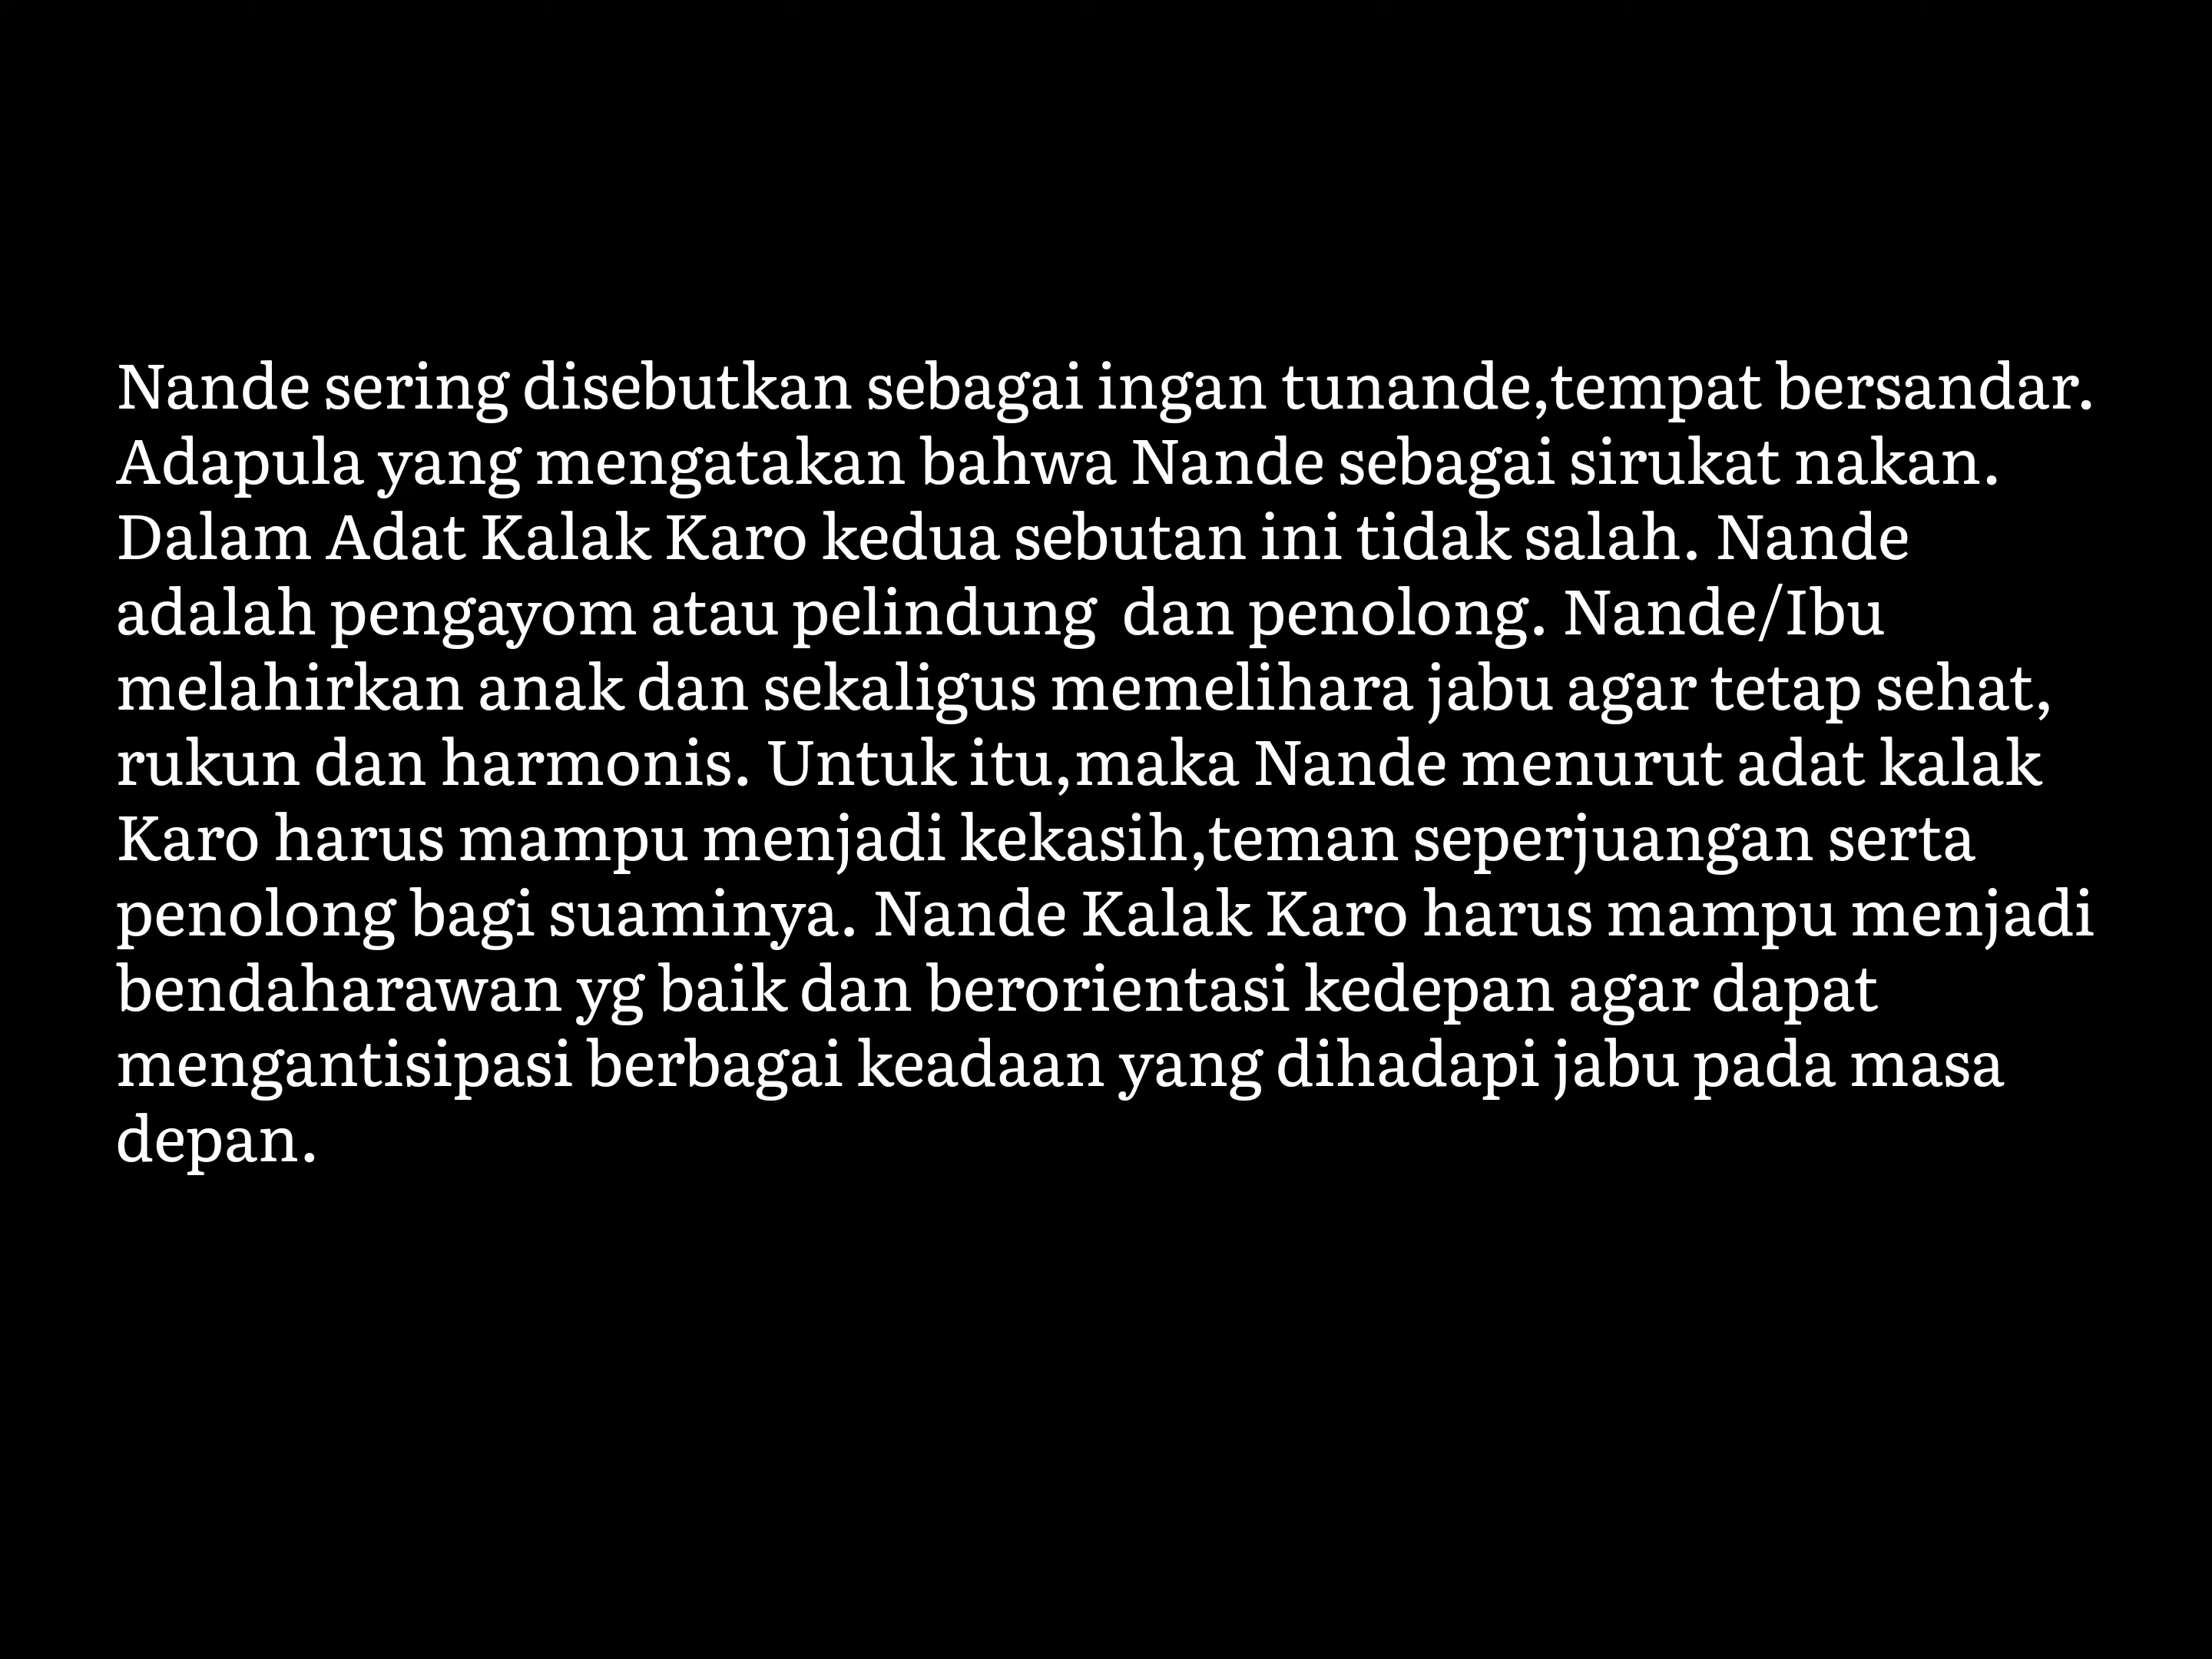 Nande sering disebutkan sebagai ingan tunande,tempat bersandar.
Adapula yang mengatakan bahwa Nande sebagai sirukat nakan.
Dalam Adat Kalak Karo kedua sebutan ini tidak salah. Nande
adalah pengayom atau pelindung  dan penolong. Nande/Ibu
melahirkan anak dan sekaligus memelihara jabu agar tetap sehat,
rukun dan harmonis. Untuk itu,maka Nande menurut adat kalak
Karo harus mampu menjadi kekasih,teman seperjuangan serta
penolong bagi suaminya. Nande Kalak Karo harus mampu menjadi
bendaharawan yg baik dan berorientasi kedepan agar dapat
mengantisipasi berbagai keadaan yang dihadapi jabu pada masa
depan.